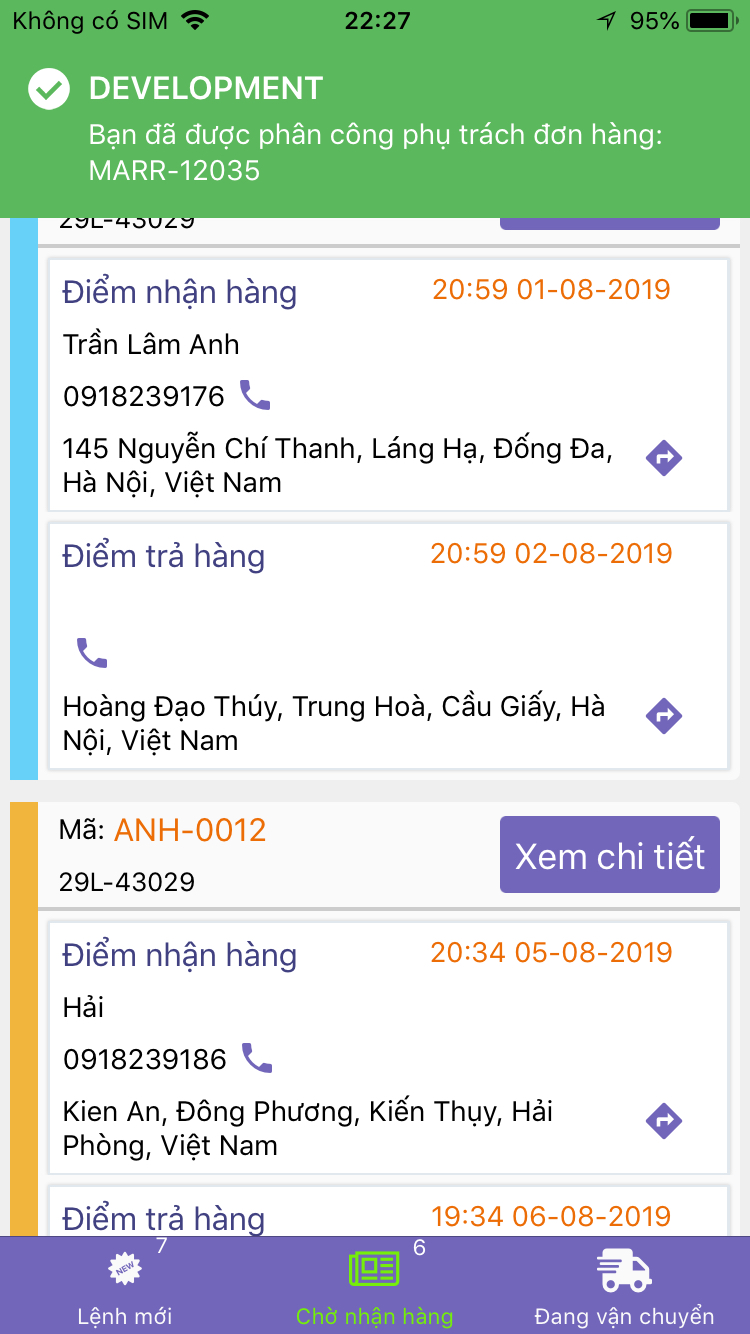 Không có SIM 22:27 95%
DEVELOPMENT
Bạn đã được phân công phụ trách đơn hàng:
MARR-12035
29L-43029
Điểm nhận hàng 20:59 01-08-2019
Trần Lâm Anh
0918239176
145 Nguyễn Chí Thanh, Láng Hạ, Đống Đa,
Hà Nội, Việt Nam
Điểm trả hàng 20:59 02-08-2019
Hoàng Đạo Thúy, Trung Hoà, Cầu Giấy, Hà
Nội, Việt Nam
Mã: ANH-0012
Xem chi tiết
29L-43029
Điểm nhận hàng 20:34 05-08-2019
Hải
0918239186
Kien An, Đông Phương, Kiến Thụy, Hải
Phòng, Việt Nam
Điểm trả hàng 19:34 06-08-2019
7 6
NEW
Lệnh mới Chờ nhận hàng Đang vận chuyển